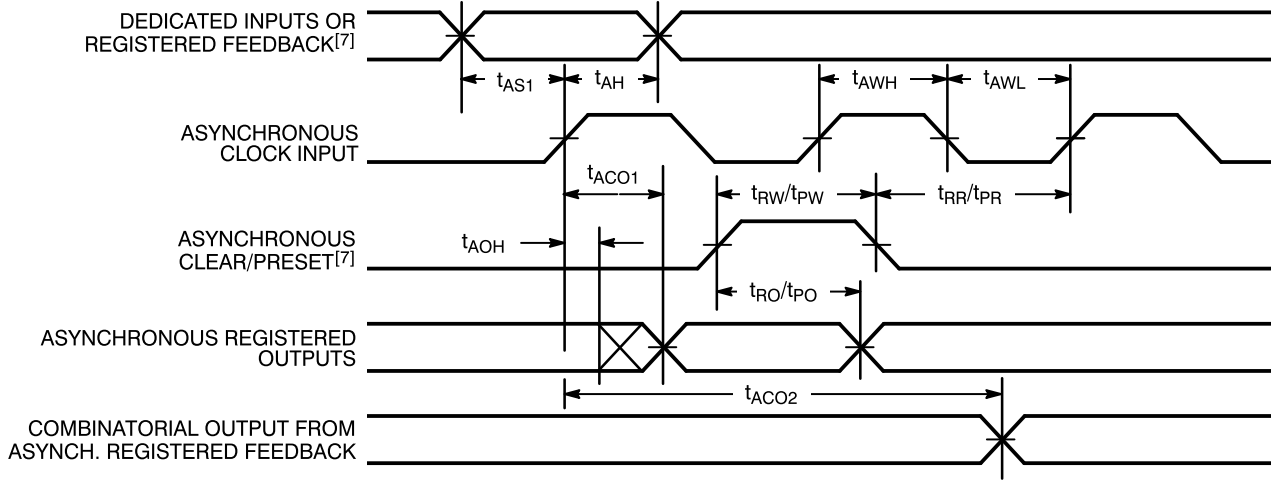 DEDICATED INPUTS OR
REGISTERED FEEDBACK[7]
tAS1
tAH
tAWH
tAWL
ASYNCHRONOUS
CLOCK INPUT
tACO1
tRW/tPW
tRR/tPR
ASYNCHRONOUS
CLEAR/PRESET[7]
tAOH
tRO/tPO
ASYNCHRONOUS REGISTERED
OUTPUTS
tACO2
COMBINATORIAL OUTPUT FROM
ASYNCH. REGISTERED FEEDBACK